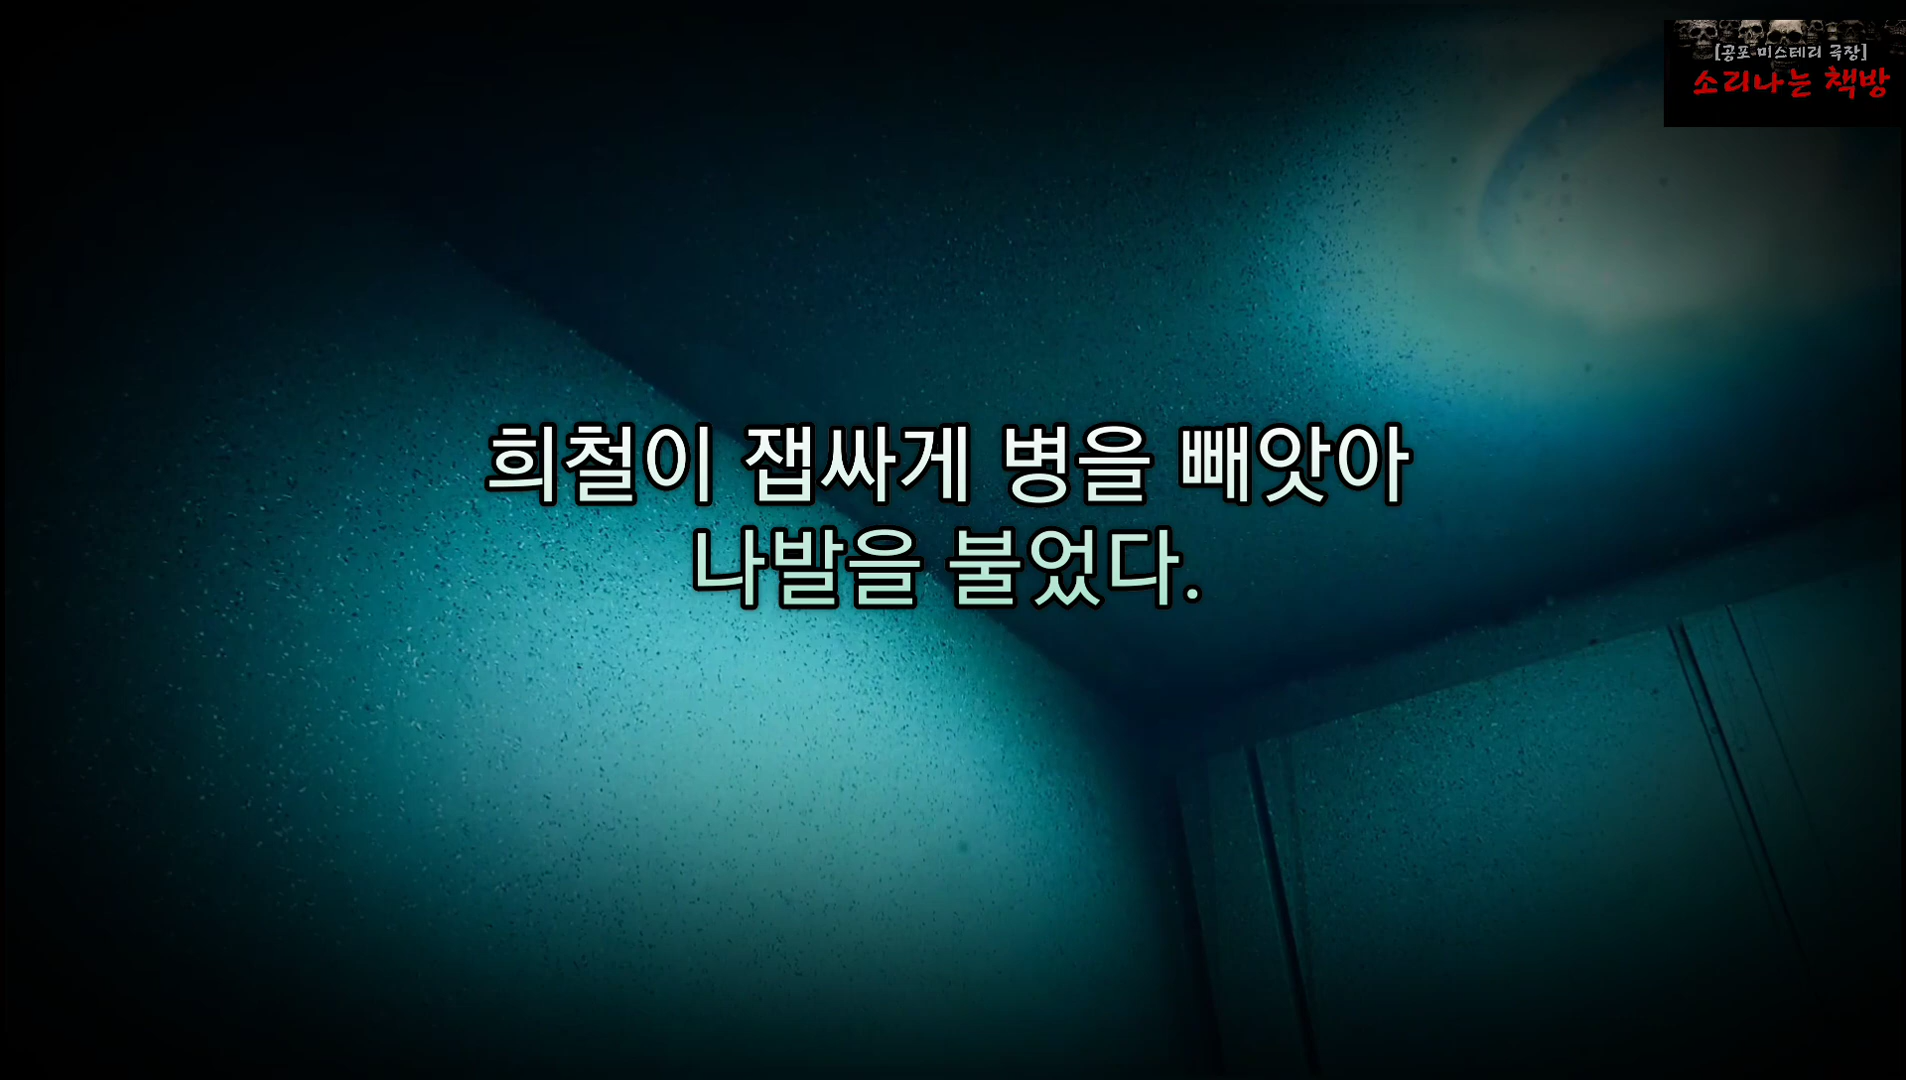 [공포 미스테리 극장]
소리나는 책방
희철이 잽싸게 병을 빼앗아
나발을 불었다.